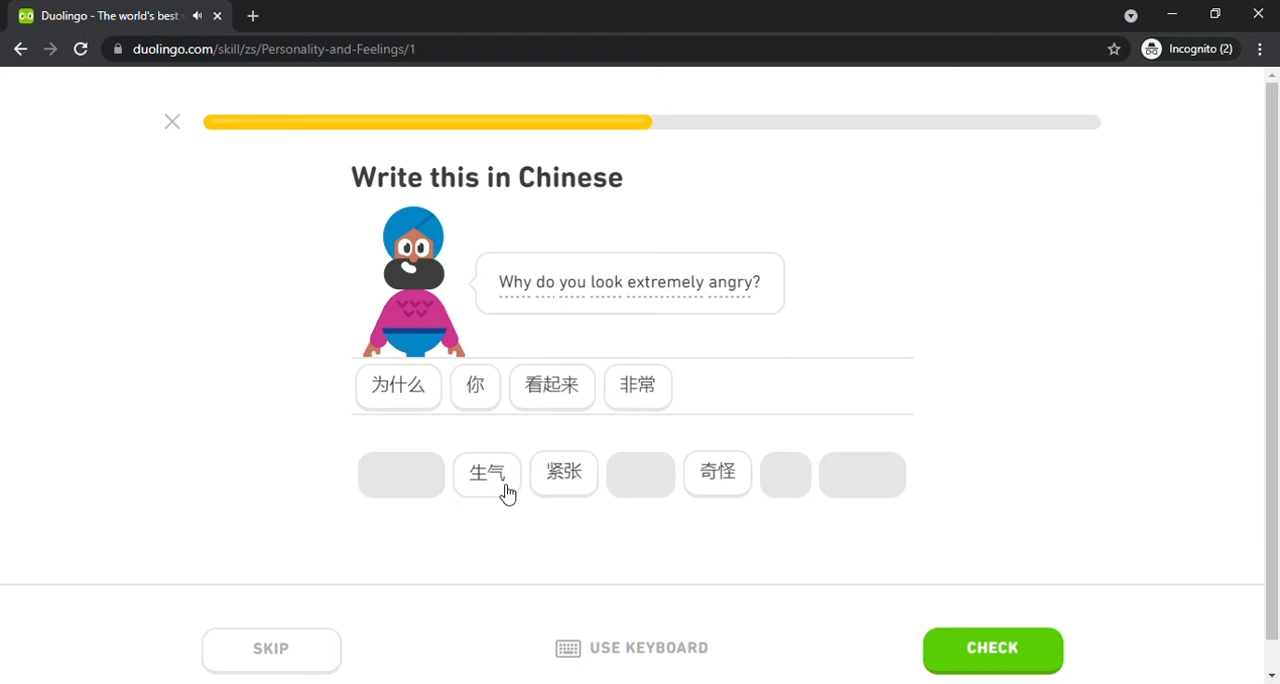 Duolingo - The world's best
duolingo.com/skill/zs/Personality-and-Feelings/1
Incognito (2)
Write this in Chinese
Why do you look extremely angry?
为什么 你 看起来 非常
生气 紧张 奇怪
SKIP
USE KEYBOARD
CHECK